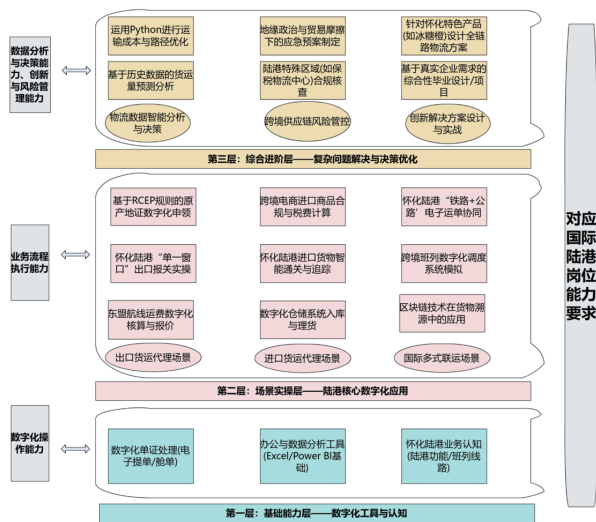 数据分析
与决策能
力、创新
与风险管
理能力
运用Python进行运
输成本与路径优化
地缘政治与贸易摩擦
下的应急预案制定
针对怀化特色产品
(如冰糖橙)设计全链
路物流方案
基于历史数据的货运
量预测分析
陆港特殊区域(如保
税物流中心)合规核
查
基于真实企业需求的
综合性毕业设计/项
目
物流数据智能分析
与决策
跨境供应链风险管控
创新解决方案设计
与实战
第三层：综合进阶层——复杂问题解决与决策优化
业务流程
执行能力
基于RCEP规则的原
产地证数字化申领
跨境电商进口商品合
规与税费计算
怀化陆港“铁路+公
路’电子运单协同
怀化陆港“单一
窗口”出口报关实操
怀化陆港进口货物智
能通关与追踪
跨境班列数字化调度
系统模拟
东盟航线运费数字化
核算与报价
数字化仓储系统入库
与理货
区块链技术在货物溯
源中的应用
出口货运代理场景
进口货运代理场景
国际多式联运场景
第二层：场景实操层——陆港核心数字化应用
数字化操
作能力
数字化单证处理(电
子提单/舱单)
办公与数据分析工具
(Excel/Power BI基
础)
怀化陆港业务认知
(陆港功能/班列线
路)
第一层：基础能力层——数字化工具与认知
对应
国际
陆港
岗位
能力
要求